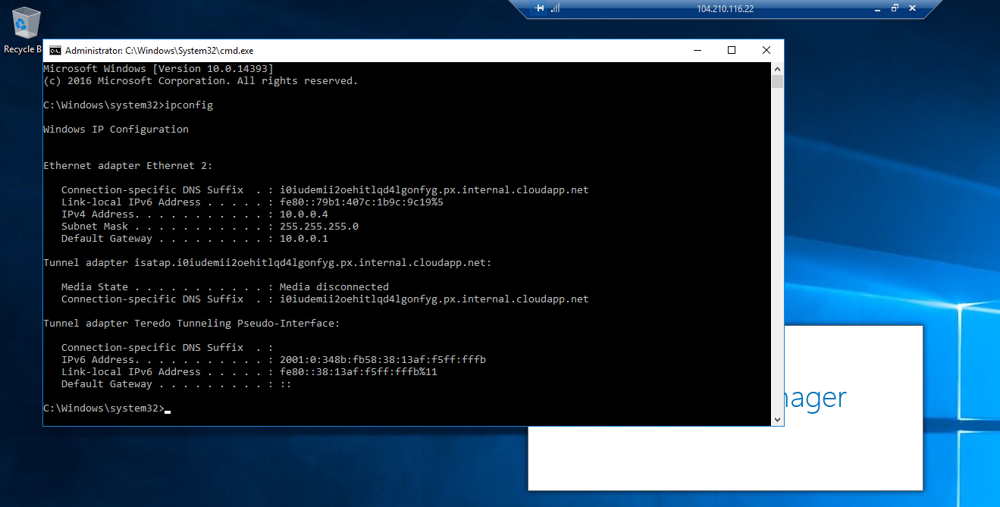 104.210.116.22
Recycle B
Administrator: C:\Windows\System32\cmd.exe
Microsoft Windows [Version 10.0.14393]
(c) 2016 Microsoft Corporation. All rights reserved.
C:\Windows\system32>ipconfig
Windows IP Configuration
Ethernet adapter Ethernet 2:
Connection-specific DNS Suffix  . : i0iudemii2oehitlqd4lgonfyg.px.internal.cloudapp.net
Link-local IPv6 Address . . . . . : fe80::79b1:407c:1b9c:9c19%5
IPv4 Address. . . . . . . . . . . : 10.0.0.4
Subnet Mask . . . . . . . . . . . : 255.255.255.0
Default Gateway . . . . . . . . . : 10.0.0.1
Tunnel adapter isatap.i0iudemii2oehitlqd4lgonfyg.px.internal.cloudapp.net:
Media State . . . . . . . . . . . : Media disconnected
Connection-specific DNS Suffix  . : i0iudemii2oehitlqd4lgonfyg.px.internal.cloudapp.net
Tunnel adapter Teredo Tunneling Pseudo-Interface:
Connection-specific DNS Suffix  . :
IPv6 Address. . . . . . . . . . . : 2001:0:348b:fb58:38:13af:f5ff:fffb
Link-local IPv6 Address . . . . . : fe80::38:13af:f5ff:fffb%11
Default Gateway . . . . . . . . . : ::
nager
C:\Windows\system32>